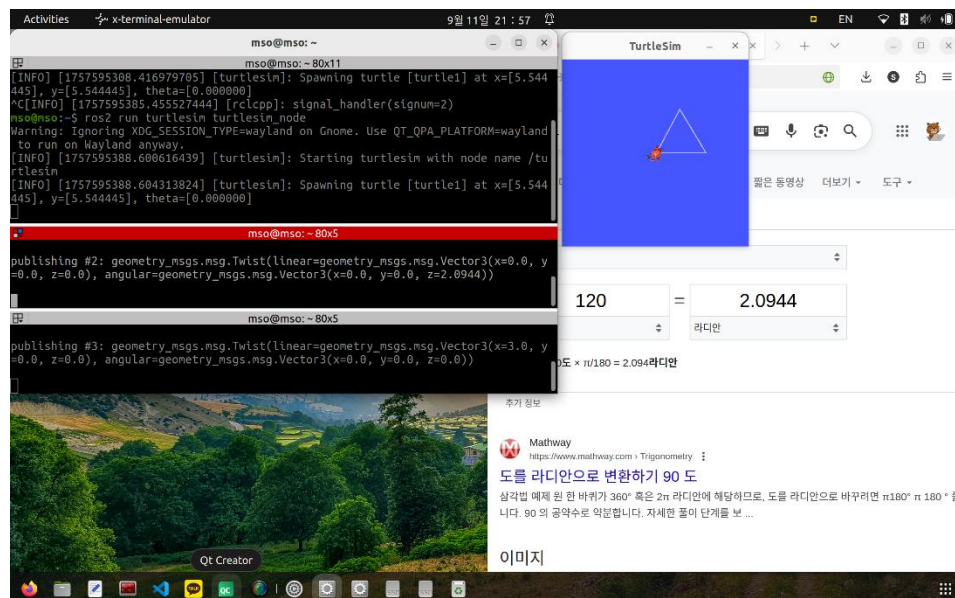 Activities
x-terminal-emulator
9월 11일 21 : 57
EN
mso@mso: ~
mso@mso: ~ 80x11
[INFO] [1757595308.416979705] [turtlesim]: Spawning turtle [turtle1] at x=[5.544
445], y=[5.544445], theta=[0.000000]
^C[INFO] [1757595385.455527444] [rclcpp]: signal_handler(signum=2)
mso@mso:~$ ros2 run turtlesim turtlesim_node
Warning: Ignoring XDG_SESSION_TYPE=wayland on Gnome. Use QT_QPA_PLATFORM=wayland
to run on Wayland anyway.
[INFO] [1757595388.600616439] [turtlesim]: Starting turtlesim with node name /tu
rtlesim
[INFO] [1757595388.604313824] [turtlesim]: Spawning turtle [turtle1] at x=[5.544
445], y=[5.544445], theta=[0.000000]
mso@mso: ~ 80x5
publishing #2: geometry_msgs.msg.Twist(linear=geometry_msgs.msg.Vector3(x=0.0, y
=0.0, z=0.0), angular=geometry_msgs.msg.Vector3(x=0.0, y=0.0, z=2.0944))
mso@mso: ~ 80x5
publishing #3: geometry_msgs.msg.Twist(linear=geometry_msgs.msg.Vector3(x=3.0, y
=0.0, z=0.0), angular=geometry_msgs.msg.Vector3(x=0.0, y=0.0, z=0.0))
TurtleSim
짧은 동영상
더보기
도구
120 = 2.0944
라디안
도 × π/180 = 2.094라디안
추가 정보
Mathway
https://www.mathway.com › Trigonometry
도를 라디안으로 변환하기 90 도
삼각법 예제 원 한 바퀴가 360° 혹은 2π 라디안에 해당하므로, 도를 라디안으로 바꾸려면 π180° π 180 °
니다. 90 의 공약수로 약분합니다. 자세한 풀이 단계를 보 ...
이미지
Qt Creator